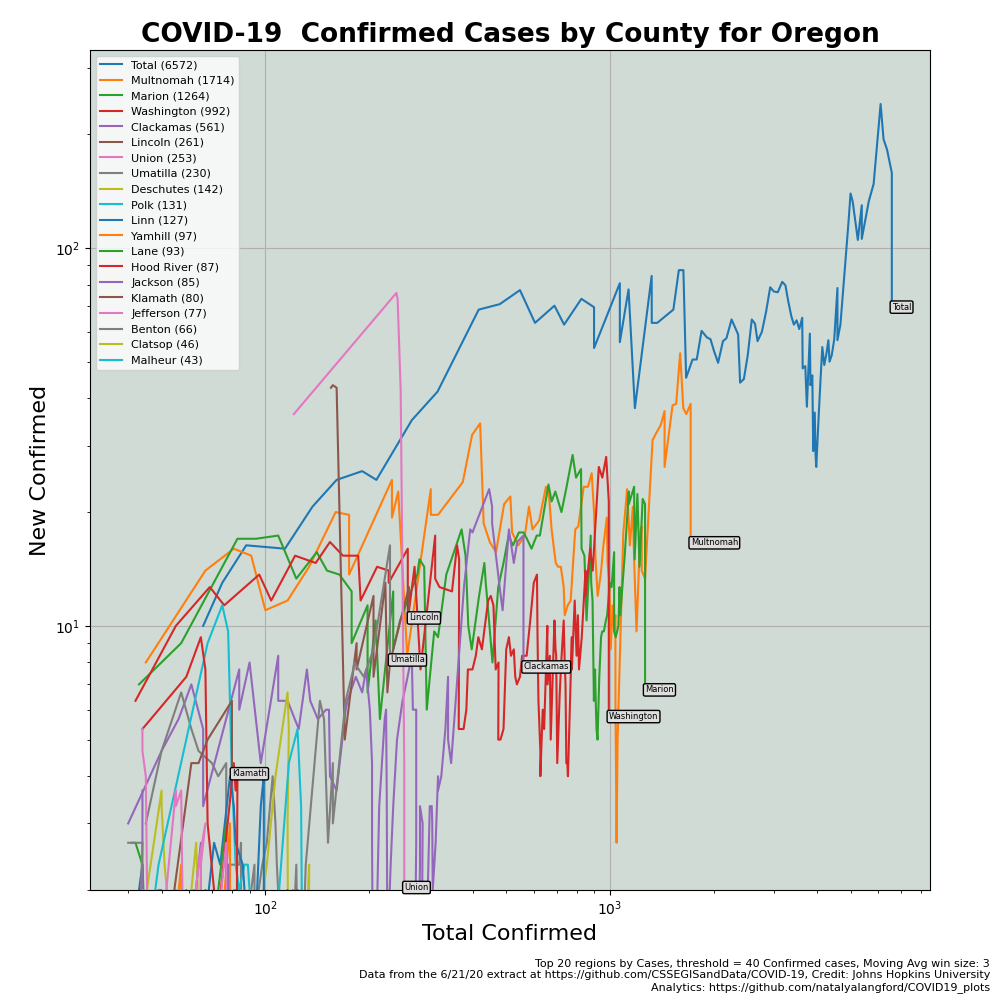 COVID-19  Confirmed Cases by County for Oregon
Total (6572)
Multnomah (1714)
Marion (1264)
Washington (992)
Clackamas (561)
Lincoln (261)
Union (253)
Umatilla (230)
Deschutes (142)
Polk (131)
Linn (127)
Yamhill (97)
Lane (93)
Hood River (87)
Jackson (85)
Klamath (80)
Jefferson (77)
Benton (66)
Clatsop (46)
Malheur (43)
New Confirmed
10²
10¹
Total
Multnomah
Lincoln
Umatilla
Clackamas
Marion
Washington
Klamath
Union
10²
10³
Total Confirmed
Top 20 regions by Cases, threshold = 40 Confirmed cases, Moving Avg win size: 3
Data from the 6/21/20 extract at https://github.com/CSSEGISandData/COVID-19, Credit: Johns Hopkins University
Analytics: https://github.com/natalyalangford/COVID19_plots